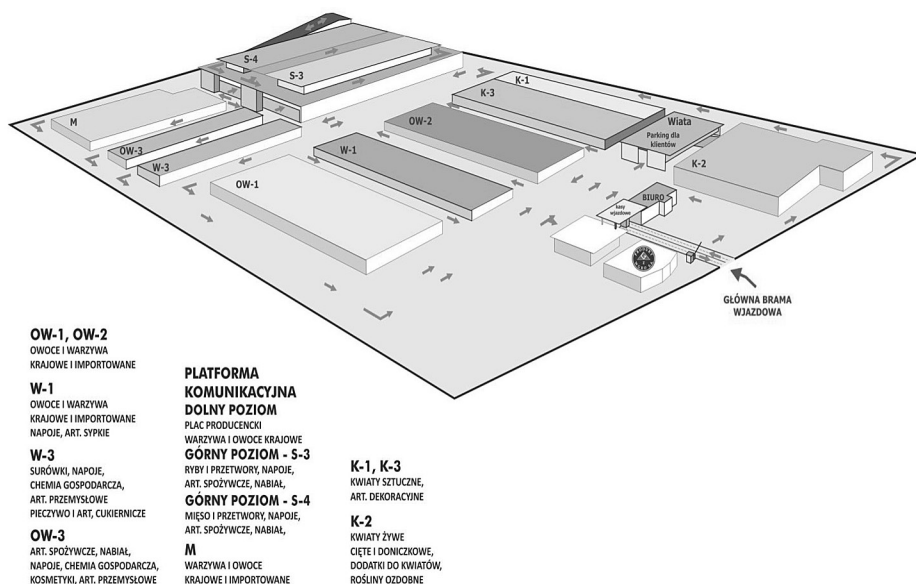 S-4
S-3
K-1
K-3
M
Wiata
Parking dla
klientów
OW-2
OW-3
W-1
K-2
W-3
OW-1
BIURO
kasy
wjazdowe
GŁÓWNA BRAMA
WJAZDOWA
OW-1, OW-2
OWOCE I WARZYWA
KRAJOWE I IMPORTOWANE
W-1
OWOCE I WARZYWA
KRAJOWE I IMPORTOWANE
NAPOJE, ART. SYPKIE
W-3
SURÓWKI, NAPOJE,
CHEMIA GOSPODARCZA,
ART. PRZEMYSŁOWE
PIECZYWO I ART, CUKIERNICZE
OW-3
ART. SPOŻYWCZE, NABIAŁ,
NAPOJE, CHEMIA GOSPODARCZA,
KOSMETYKI, ART. PRZEMYSŁOWE
PLATFORMA
KOMUNIKACYJNA
DOLNY POZIOM
PLAC PRODUCENCKI
WARZYWA I OWOCE KRAJOWE
GÓRNY POZIOM - S-3
RYBY I PRZETWORY, NAPOJE,
ART. SPOŻYWCZE, NABIAŁ,
GÓRNY POZIOM - S-4
MIĘSO I PRZETWORY, NAPOJE,
ART. SPOŻYWCZE, NABIAŁ,
M
WARZYWA I OWOCE
KRAJOWE I IMPORTOWANE
K-1, K-3
KWIATY SZTUCZNE,
ART. DEKORACYJNE
K-2
KWIATY ŻYWE
CIĘTE I DONICZKOWE,
DODATKI DO KWIATÓW,
ROŚLINY OZDOBNE